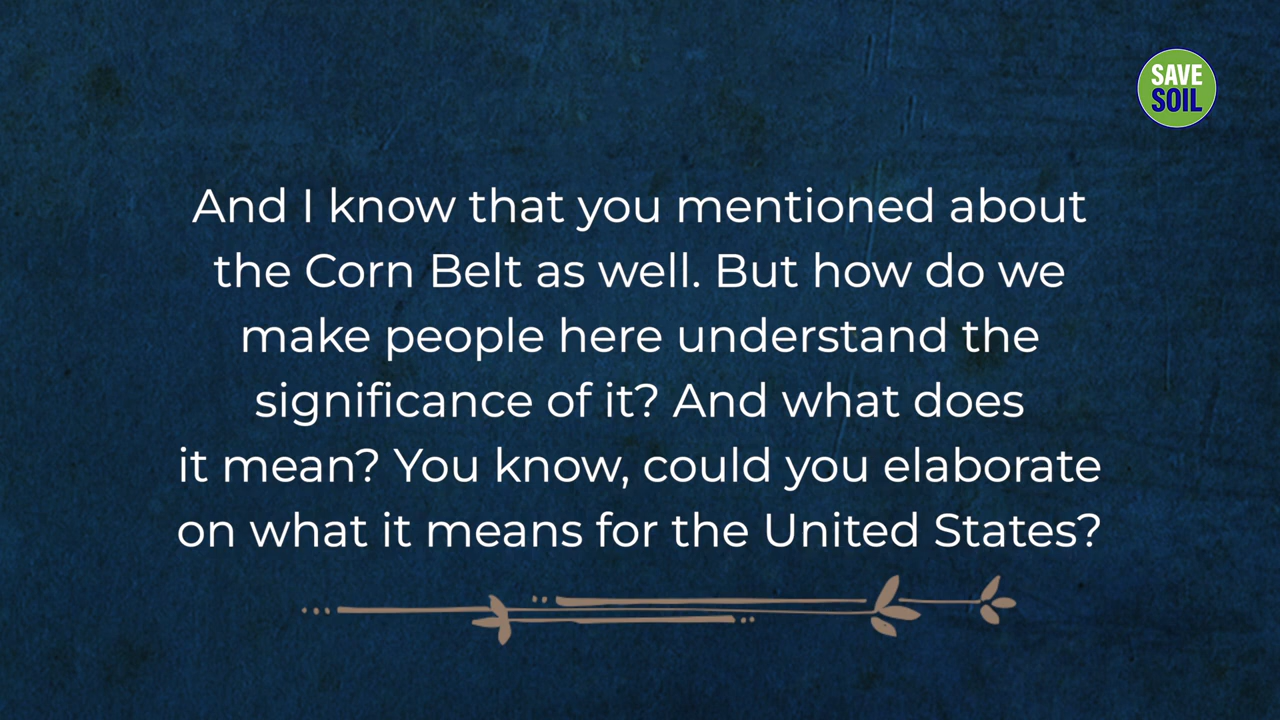 SAVE
SOIL
And I know that you mentioned about
the Corn Belt as well. But how do we
make people here understand the
significance of it? And what does
it mean? You know, could you elaborate
on what it means for the United States?